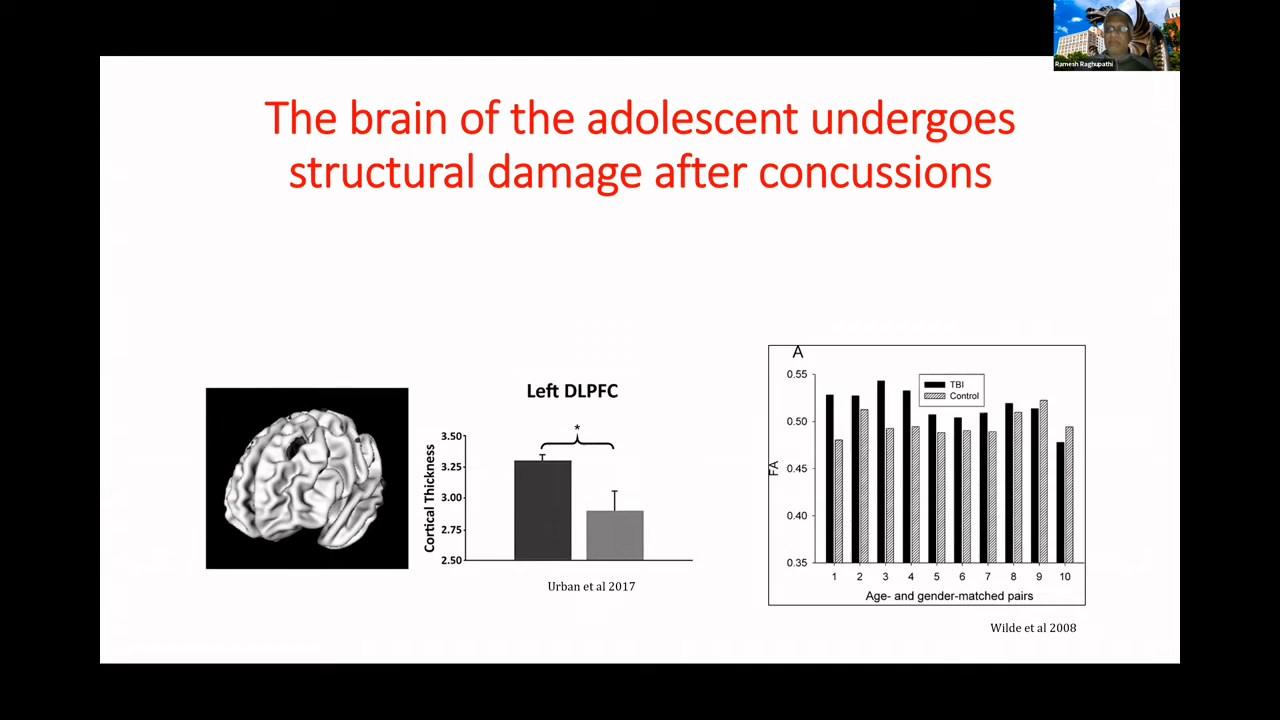 Ramesh Raghupathi
The brain of the adolescent undergoes
structural damage after concussions
Left DLPFC
*
Cortical Thickness
3.50
3.25
3.00
2.75
2.50
Urban et al 2017
A
0.55
0.50
0.45
0.40
0.35
FA
TBI
Control
1 2 3 4 5 6 7 8 9 10
Age- and gender-matched pairs
Wilde et al 2008